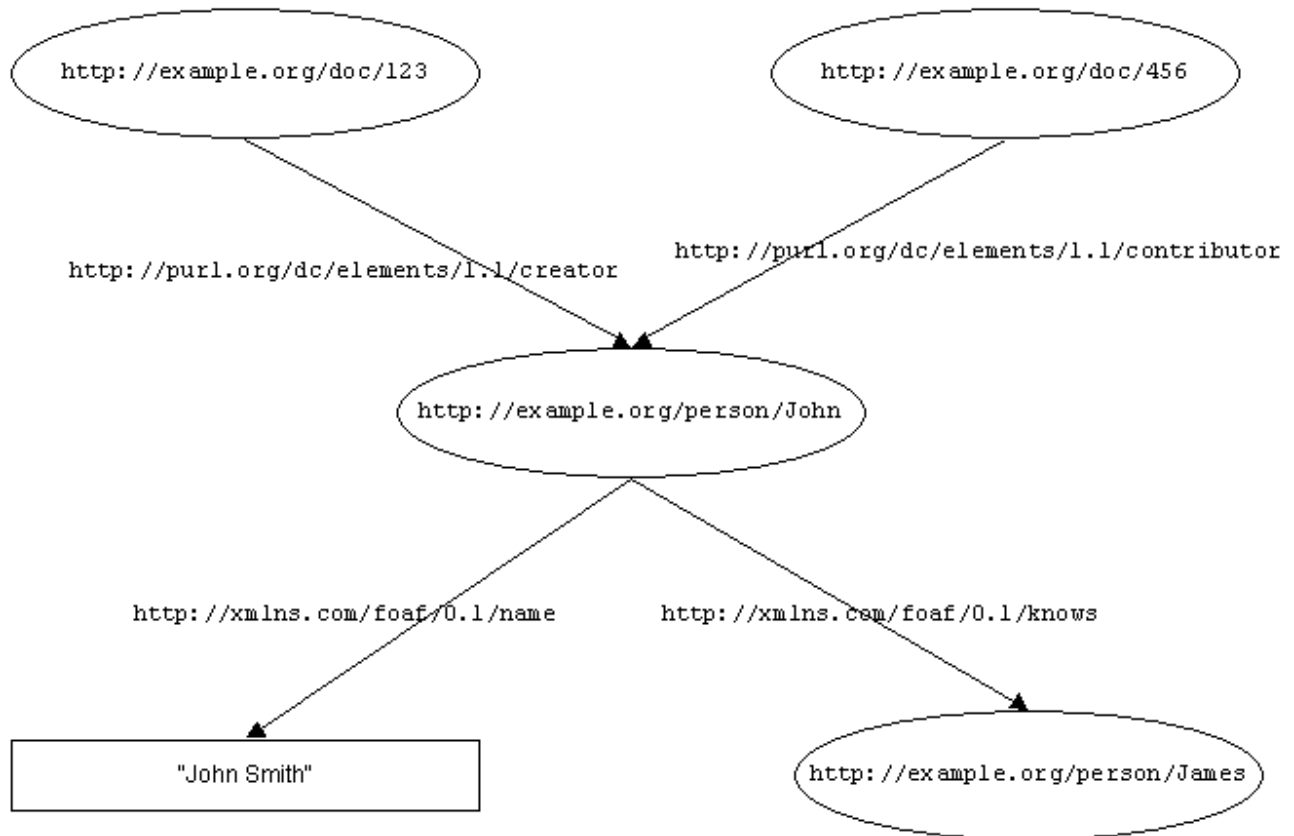 http://example.org/doc/123
http://example.org/doc/456
http://purl.org/dc/elements/1.1/creator
http://purl.org/dc/elements/1.1/contributor
http://example.org/person/John
http://xmlns.com/foaf/0.1/name
http://xmlns.com/foaf/0.1/knows
"John Smith"
http://example.org/person/James